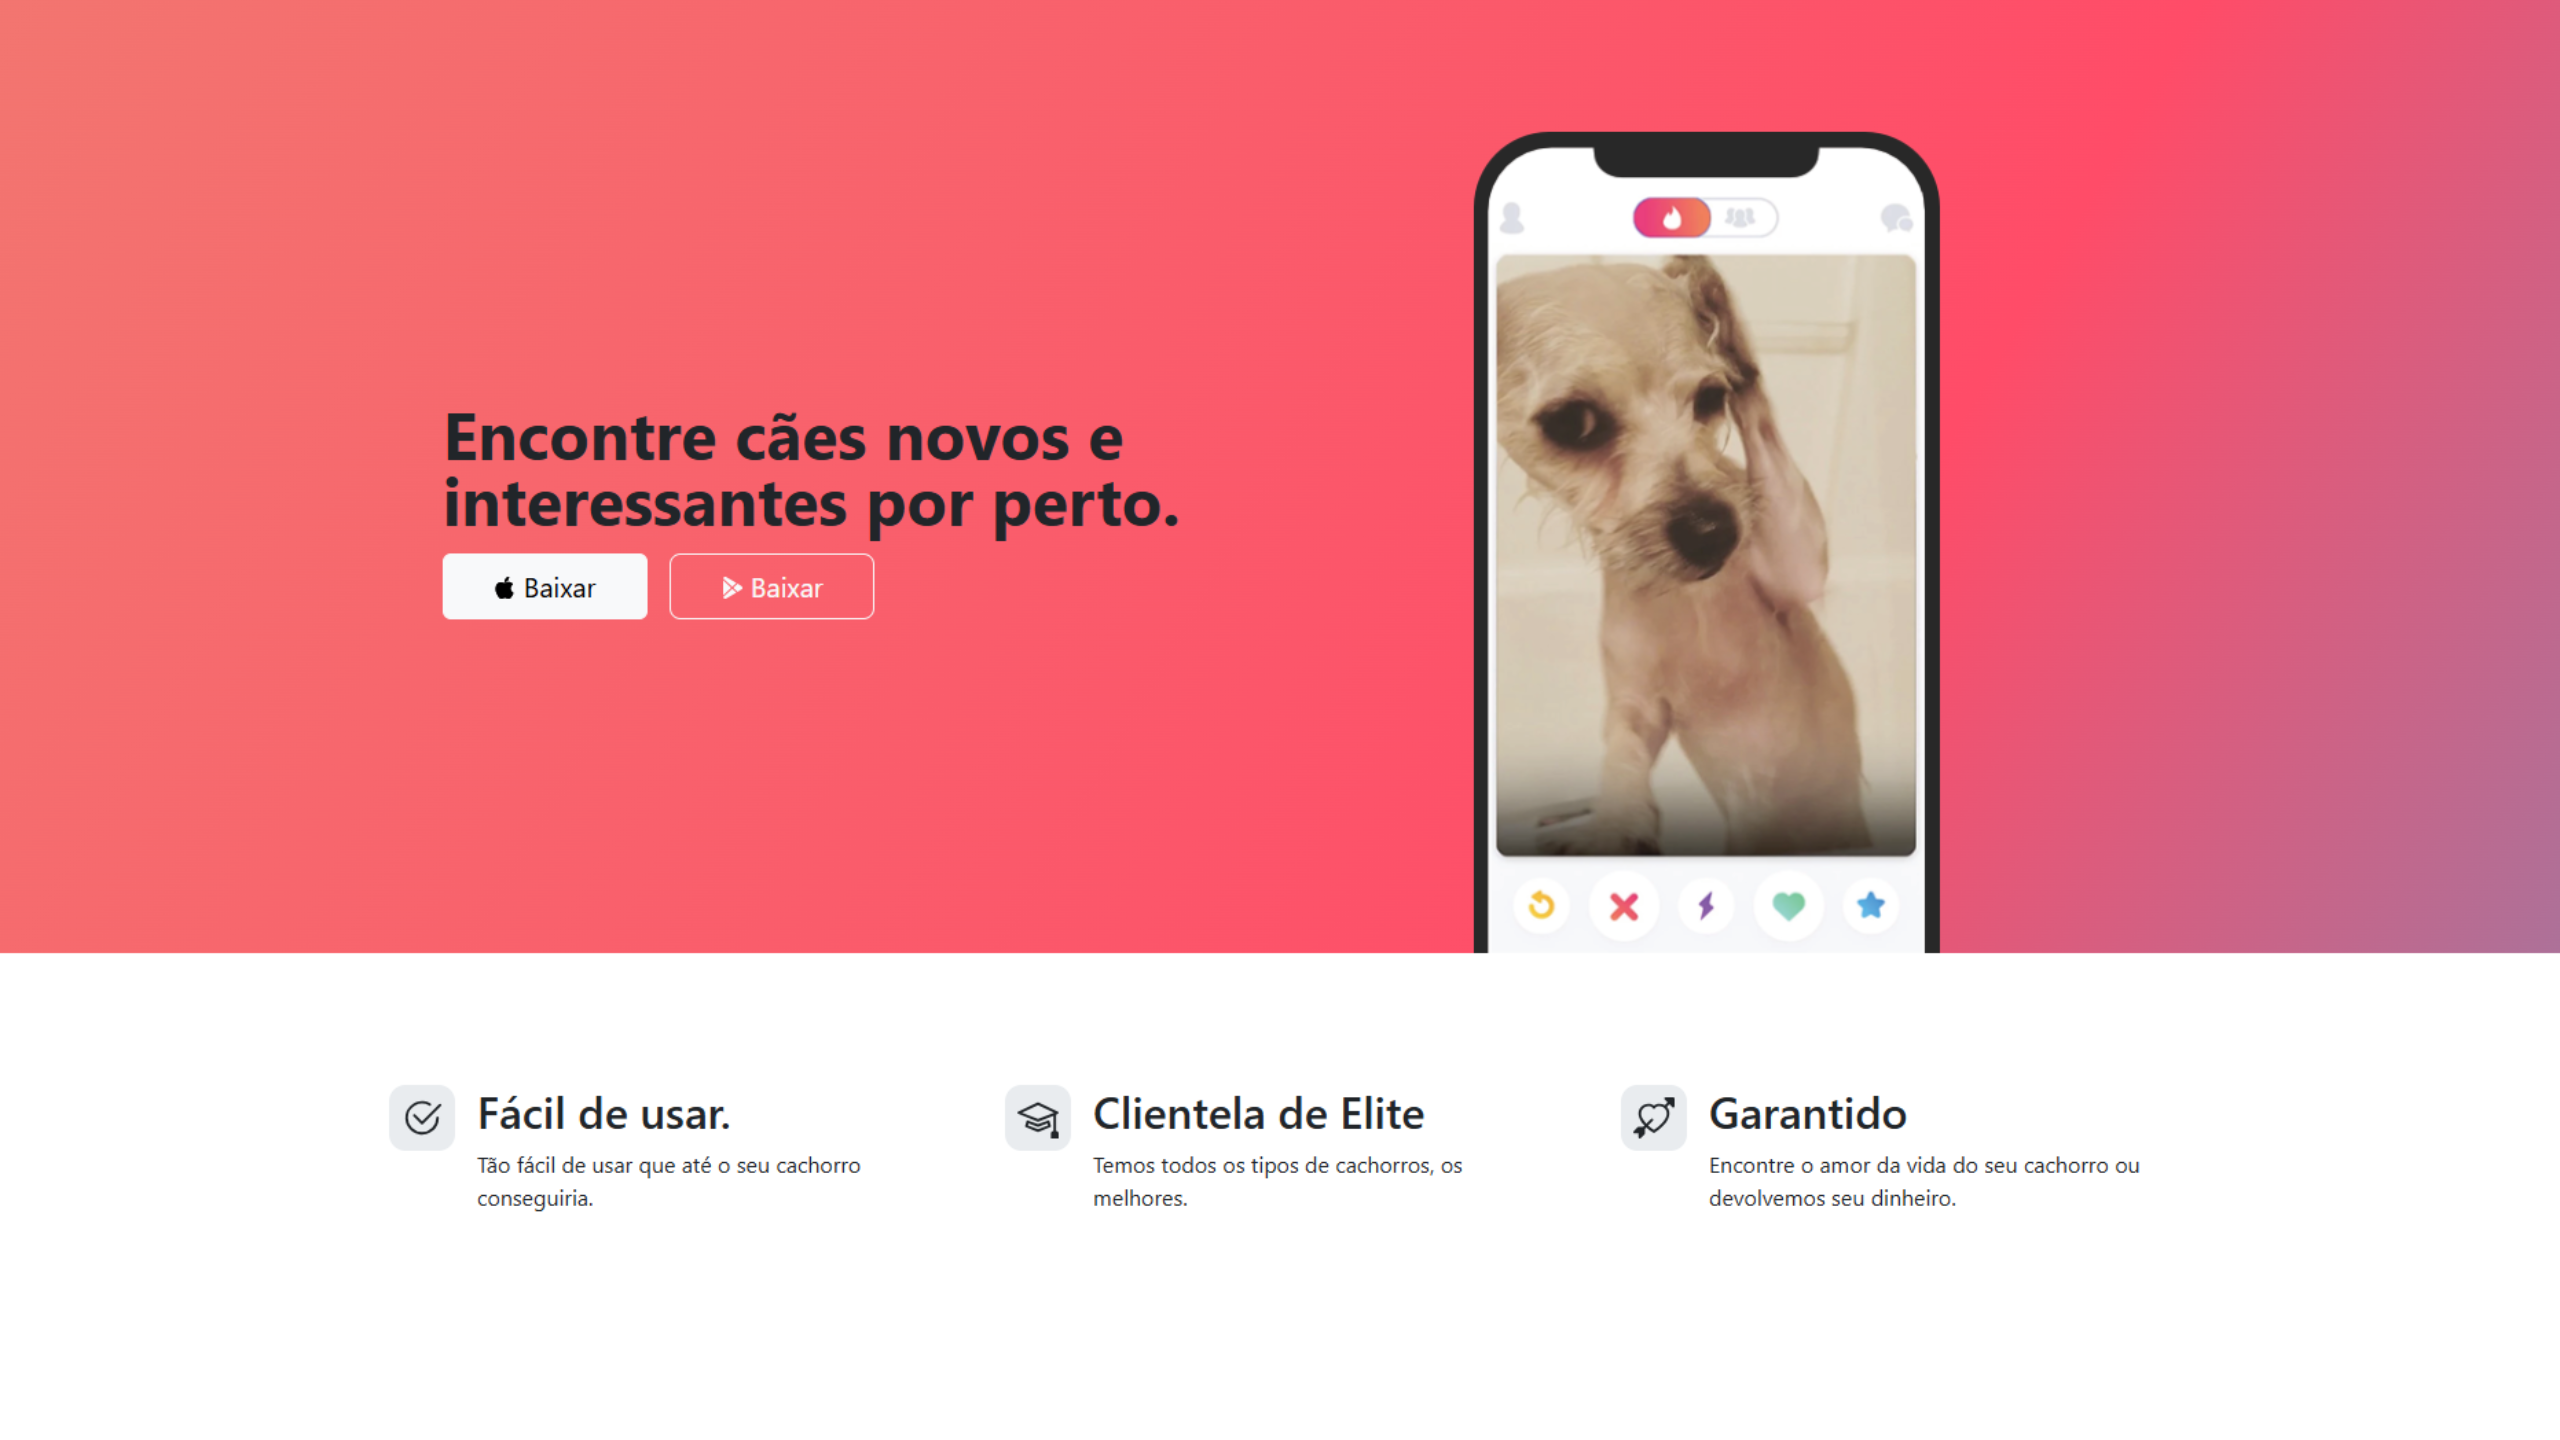 Encontre cães novos e
interessantes por perto.
Baixar
Baixar
Fácil de usar.
Tão fácil de usar que até o seu cachorro
conseguiria.
Clientela de Elite
Temos todos os tipos de cachorros, os
melhores.
Garantido
Encontre o amor da vida do seu cachorro ou
devolvemos seu dinheiro.